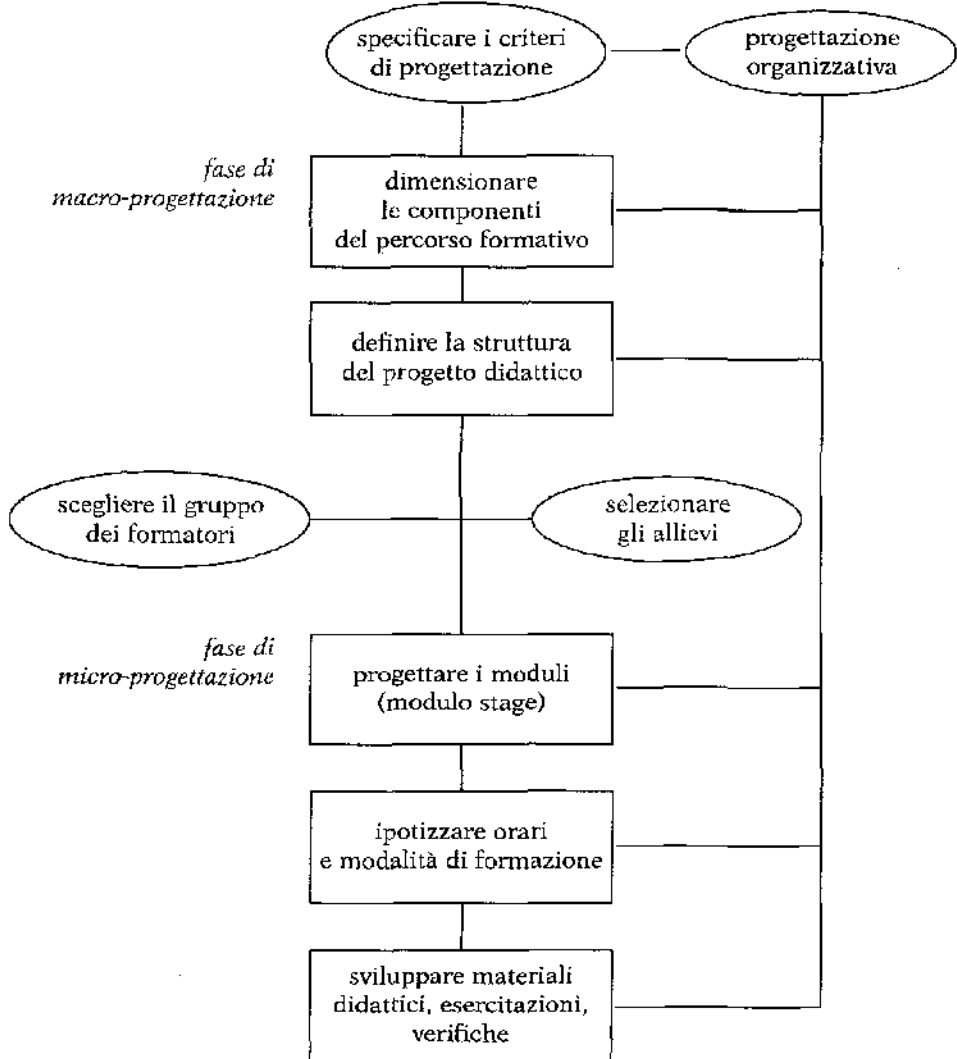 specificare i criteri
di progettazione
progettazione
organizzativa
fase di
macro-progettazione
dimensionare
le componenti
del percorso formativo
definire la struttura
del progetto didattico
scegliere il gruppo
dei formatori
selezionare
gli allievi
fase di
micro-progettazione
progettare i moduli
(modulo stage)
ipotizzare orari
e modalità di formazione
sviluppare materiali
didattici, esercitazioni,
verifiche